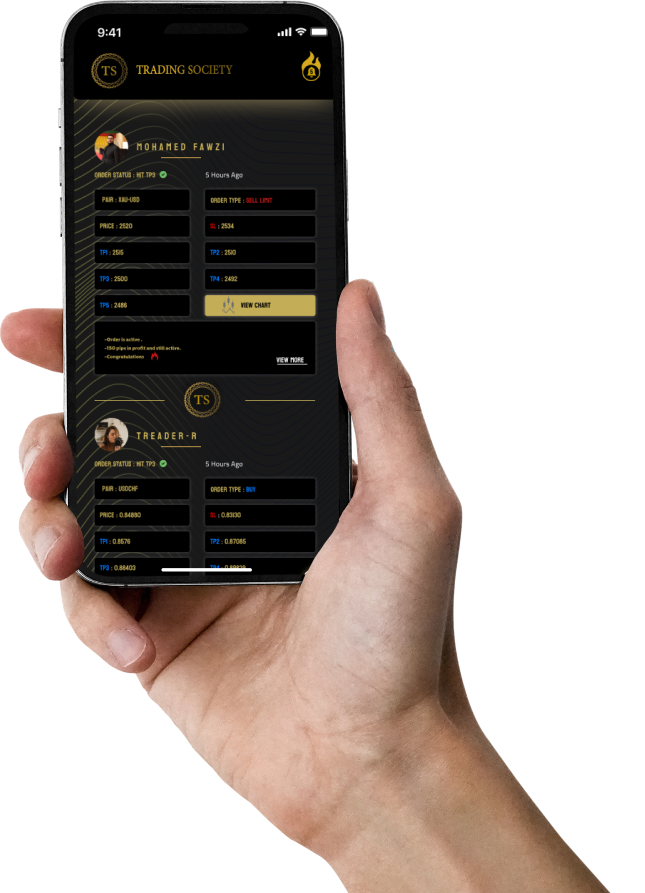 9:41
TS
TRADING SOCIETY
MOHAMED FAWZI
ORDER STATUS : HIT TP3
5 Hours Ago
PAIR : XAU-USD
ORDER TYPE : SELL LIMIT
PRICE : 2520
SL : 2534
TP1 : 2515
TP2 : 2510
TP3 : 2500
TP4 : 2492
TP5 : 2486
VIEW CHART
-Order is active .
-150 pips in profit and still active.
-Congratulations
VIEW MORE
TS
TREADER-R
ORDER STATUS : HIT TP3
5 Hours Ago
PAIR : USDCHF
ORDER TYPE : BUY
PRICE : 0.84880
SL : 0.83130
TP1 : 0.8576
TP2 : 0.87085
TP3 : 0.88403